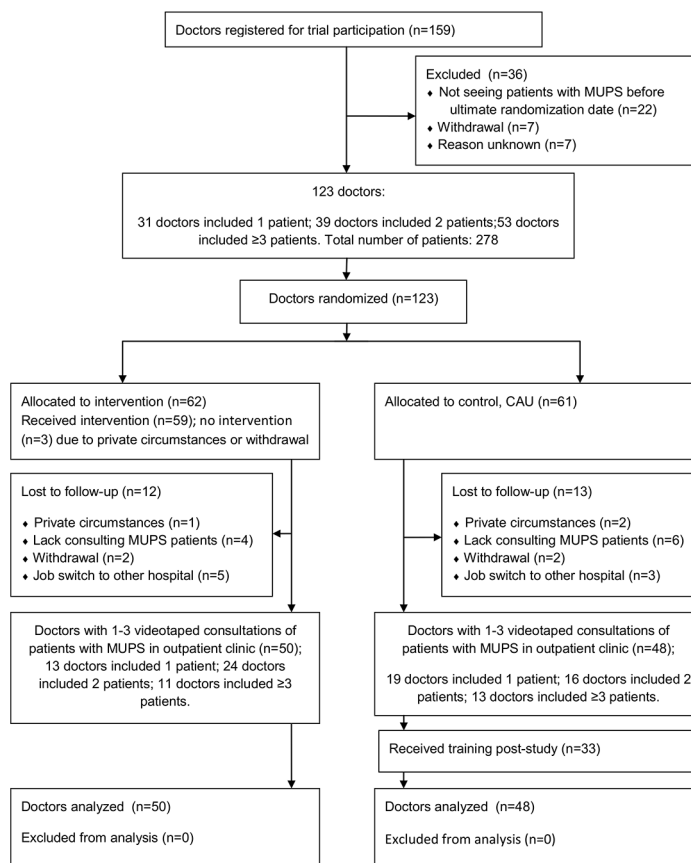 Doctors registered for trial participation (n=159)
Excluded  (n=36)
♦ Not seeing patients with MUPS before
ultimate randomization date (n=22)
♦ Withdrawal (n=7)
♦ Reason unknown (n=7)
123 doctors:
31 doctors included 1 patient; 39 doctors included 2 patients;53 doctors
included ≥3 patients. Total number of patients: 278
Doctors randomized (n=123)
Allocated to intervention (n=62)
Received intervention (n=59); no intervention
(n=3) due to private circumstances or withdrawal
Allocated to control, CAU (n=61)
Lost to follow-up (n=12)
♦ Private circumstances (n=1)
♦ Lack consulting MUPS patients (n=4)
♦ Withdrawal (n=2)
♦ Job switch to other hospital (n=5)
Lost to follow-up (n=13)
♦ Private circumstances (n=2)
♦ Lack consulting MUPS patients (n=6)
♦ Withdrawal (n=2)
♦ Job switch to other hospital (n=3)
Doctors with 1-3 videotaped consultations of
patients with MUPS in outpatient clinic (n=50);
13 doctors included 1 patient; 24 doctors
included 2 patients; 11 doctors included ≥3
patients.
Doctors with 1-3 videotaped consultations of
patients with MUPS in outpatient clinic (n=48);
19 doctors included 1 patient; 16 doctors included 2
patients; 13 doctors included ≥3 patients.
Received training post-study (n=33)
Doctors analyzed  (n=50)
Excluded from analysis (n=0)
Doctors analyzed  (n=48)
Excluded from analysis (n=0)